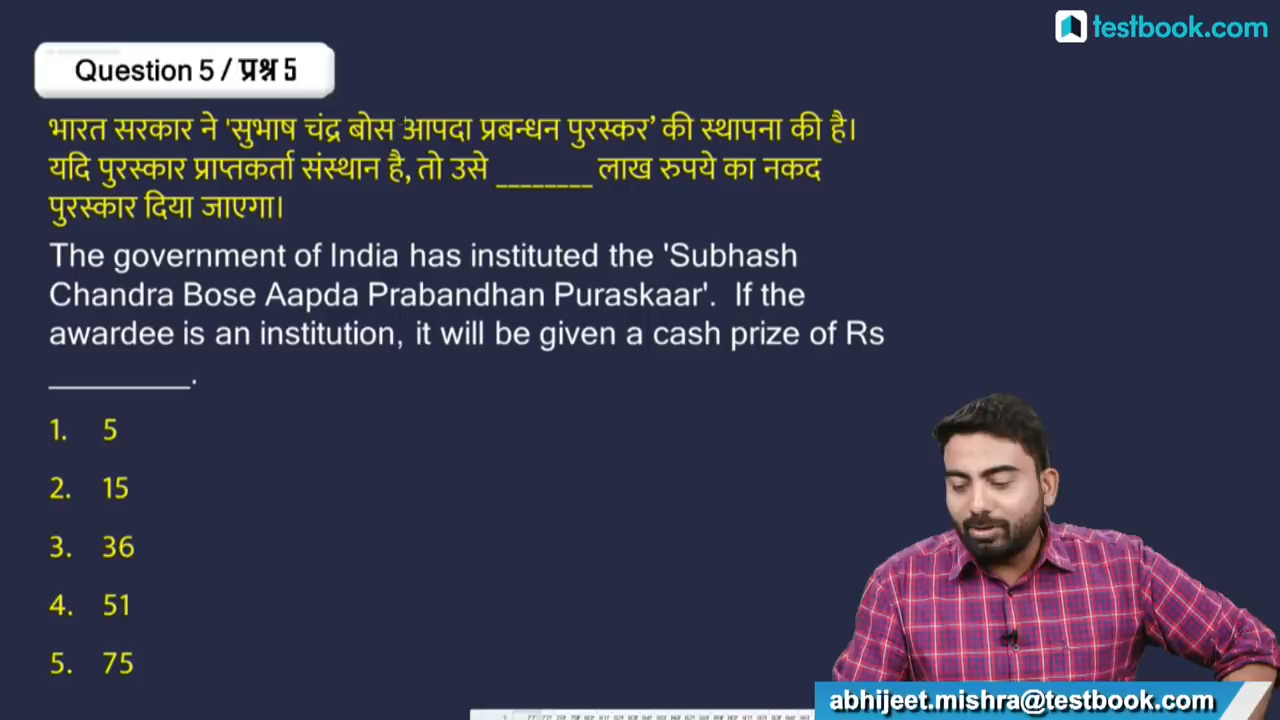 testbook.com
Question 5 / प्रश्न 5
भारत सरकार ने 'सुभाष चंद्र बोस आपदा प्रबन्धन पुरस्कर’ की स्थापना की है।
यदि पुरस्कार प्राप्तकर्ता संस्थान है, तो उसे ________ लाख रुपये का नकद
पुरस्कार दिया जाएगा।
The government of India has instituted the 'Subhash
Chandra Bose Aapda Prabandhan Puraskaar'. If the
awardee is an institution, it will be given a cash prize of Rs
________.
1. 5
2. 15
3. 36
4. 51
5. 75
abhijeet.mishra@testbook.com